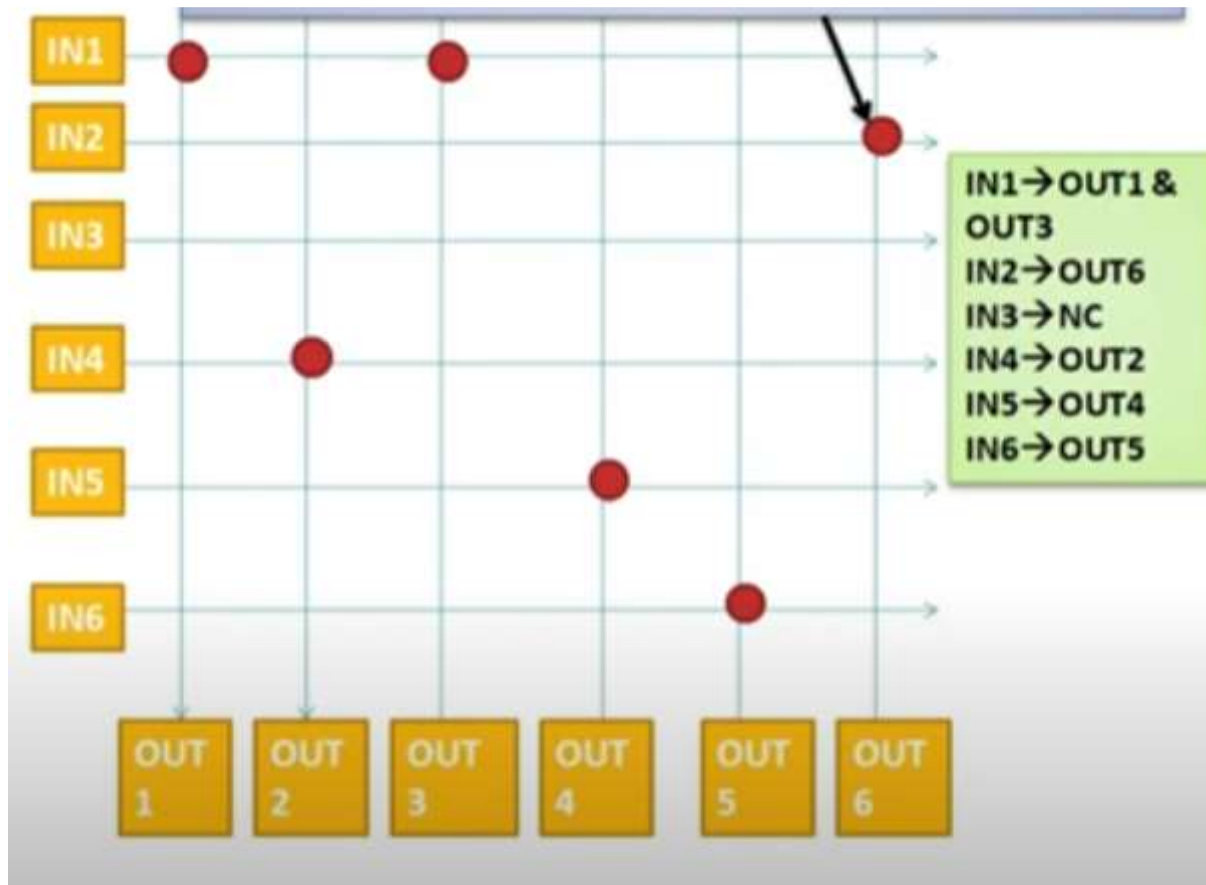 IN1
IN2
IN3
IN4
IN5
IN6
IN1→OUT1 &
OUT3
IN2→OUT6
IN3→NC
IN4→OUT2
IN5→OUT4
IN6→OUT5
OUT
1
OUT
2
OUT
3
OUT
4
OUT
5
OUT
6